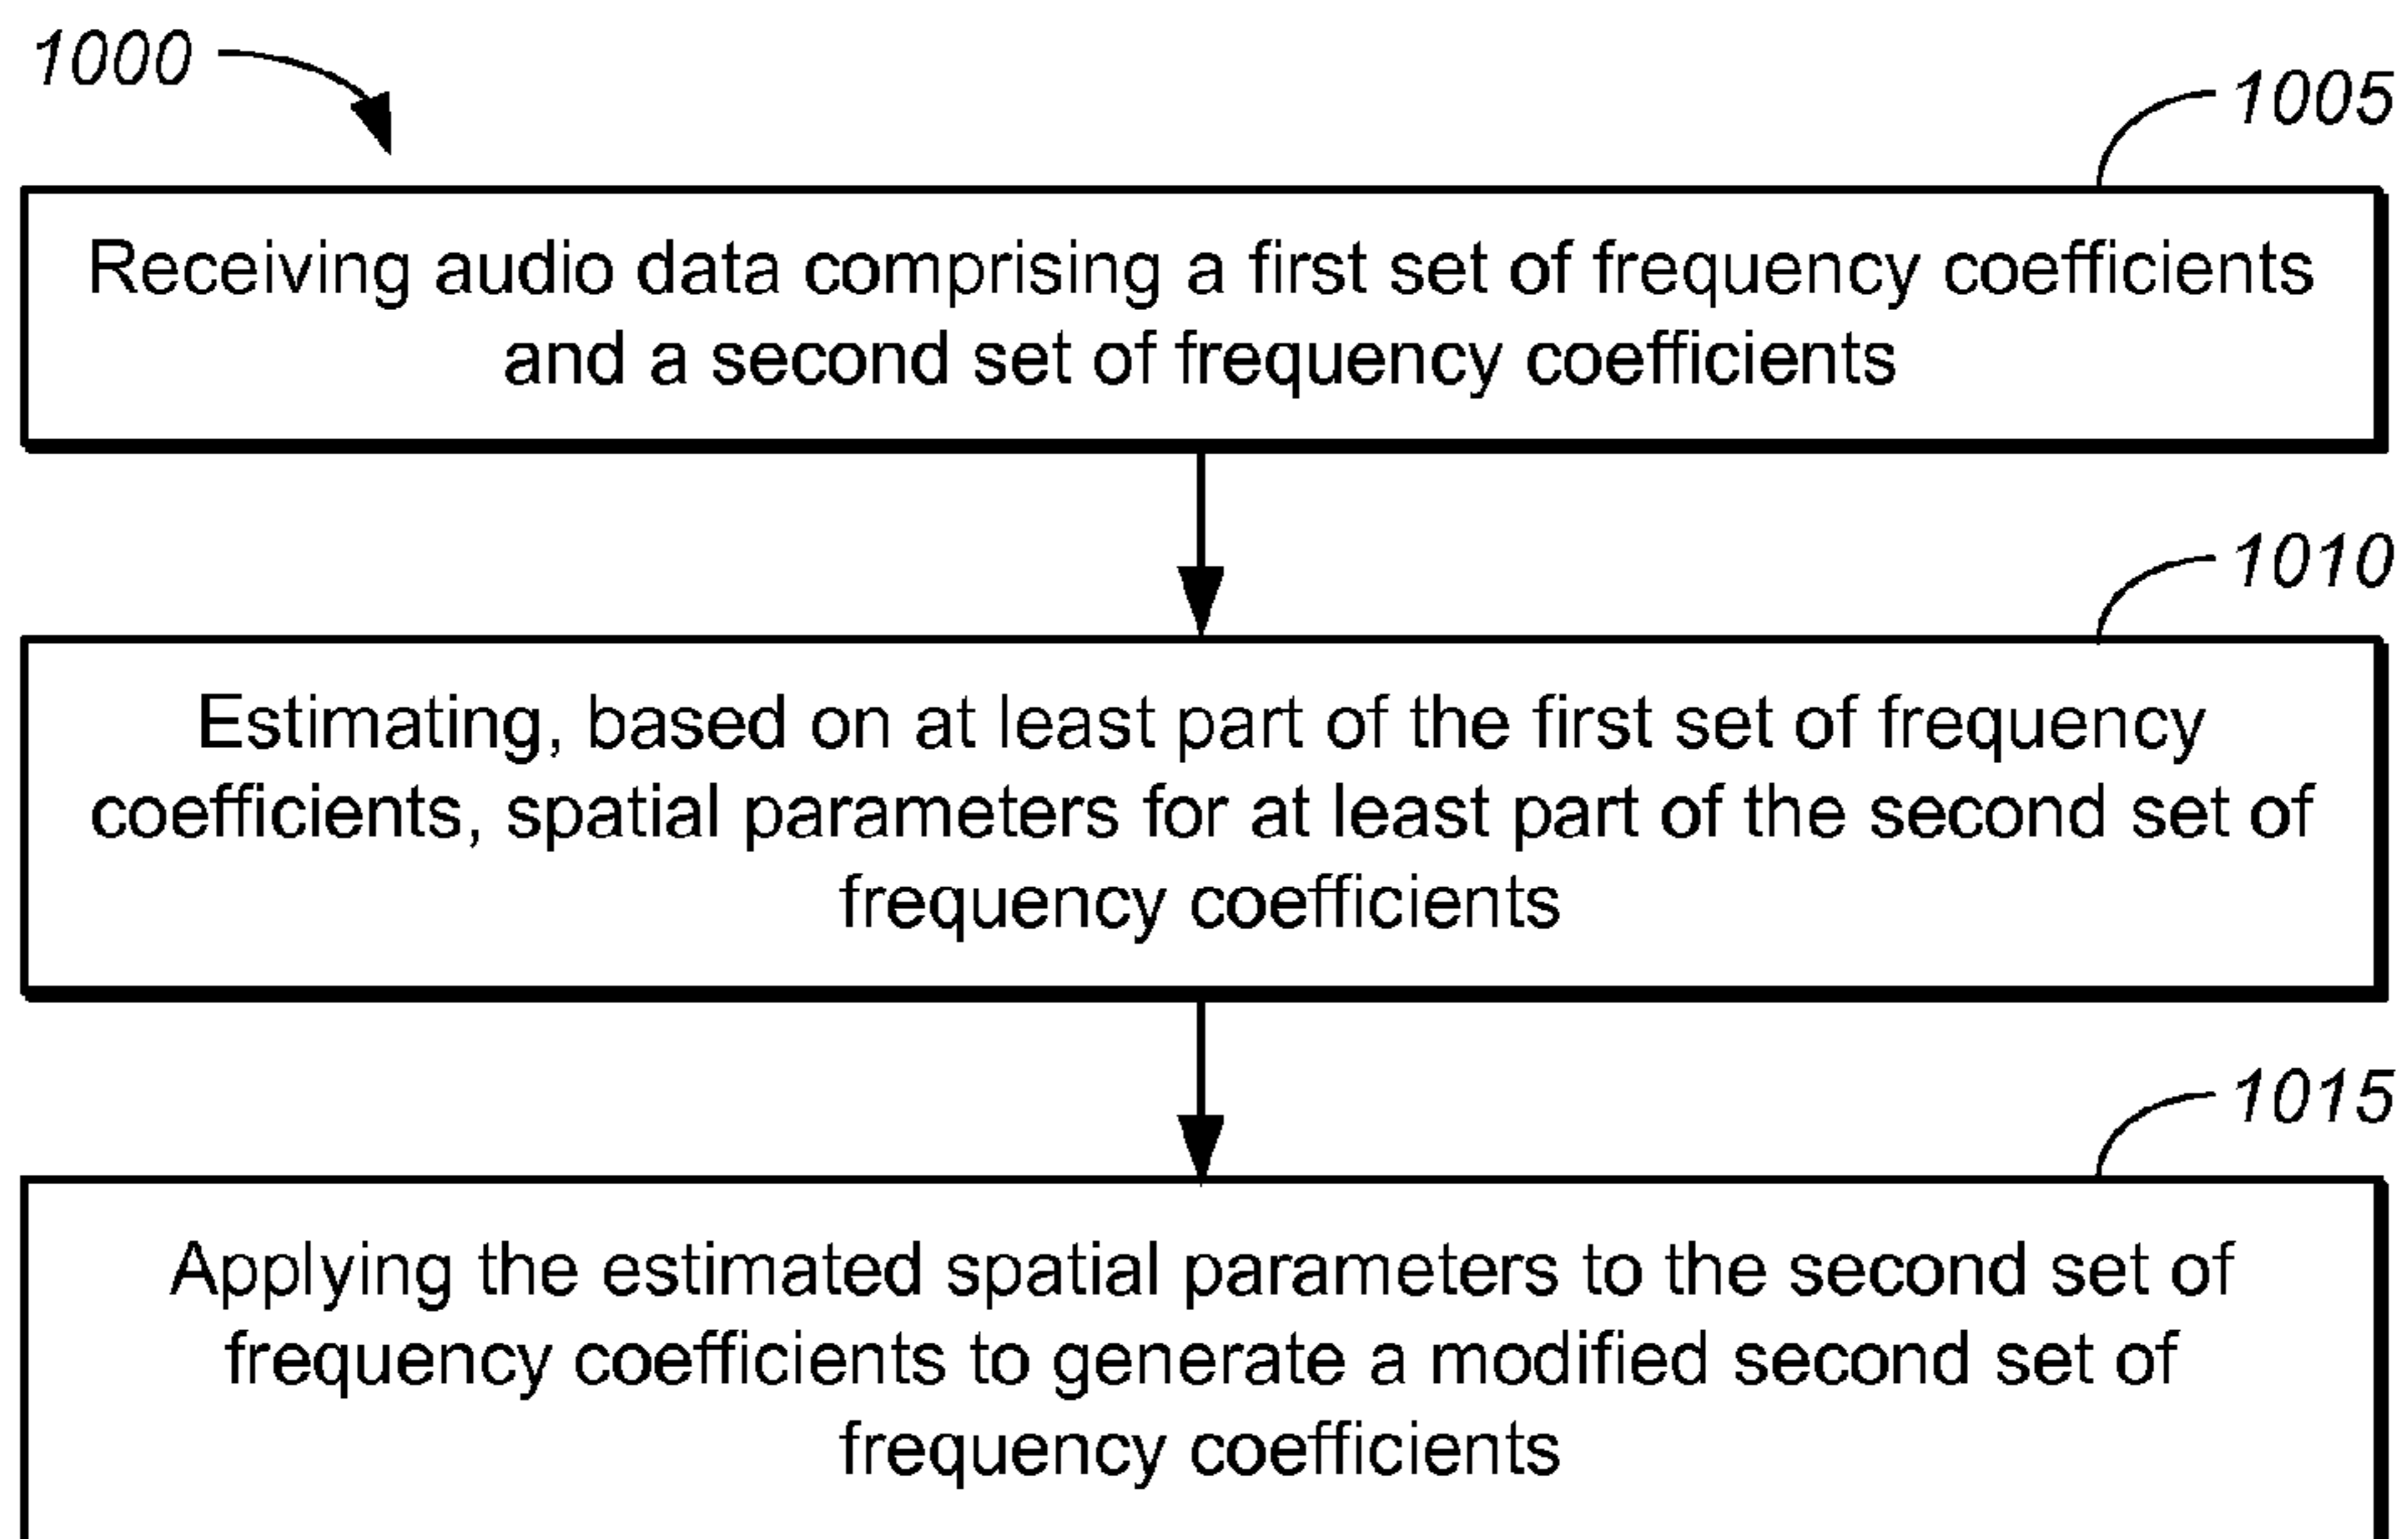 1000
1005
Receiving audio data comprising a first set of frequency coefficients
and a second set of frequency coefficients
1010
Estimating, based on at least part of the first set of frequency
coefficients, spatial parameters for at least part of the second set of
frequency coefficients
1015
Applying the estimated spatial parameters to the second set of
frequency coefficients to generate a modified second set of
frequency coefficients